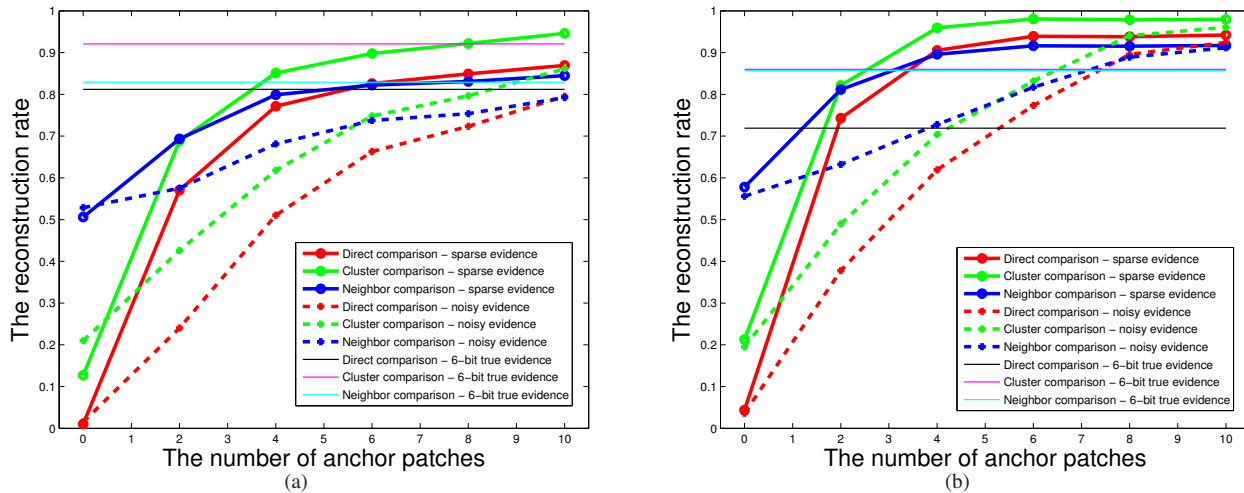 1
0.9
0.8
0.7
0.6
0.5
0.4
0.3
0.2
0.1
0
The reconstruction rate
Direct comparison − sparse evidence
Cluster comparison − sparse evidence
Neighbor comparison − sparse evidence
Direct comparison − noisy evidence
Cluster comparison − noisy evidence
Neighbor comparison − noisy evidence
Direct comparison − 6−bit true evidence
Cluster comparison − 6−bit true evidence
Neighbor comparison − 6−bit true evidence
0 1 2 3 4 5 6 7 8 9 10
The number of anchor patches
(a)
1
0.9
0.8
0.7
0.6
0.5
0.4
0.3
0.2
0.1
0
The reconstruction rate
Direct comparison − sparse evidence
Cluster comparison − sparse evidence
Neighbor comparison − sparse evidence
Direct comparison − noisy evidence
Cluster comparison − noisy evidence
Neighbor comparison − noisy evidence
Direct comparison − 6−bit true evidence
Cluster comparison − 6−bit true evidence
Neighbor comparison − 6−bit true evidence
0 1 2 3 4 5 6 7 8 9 10
The number of anchor patches
(b)